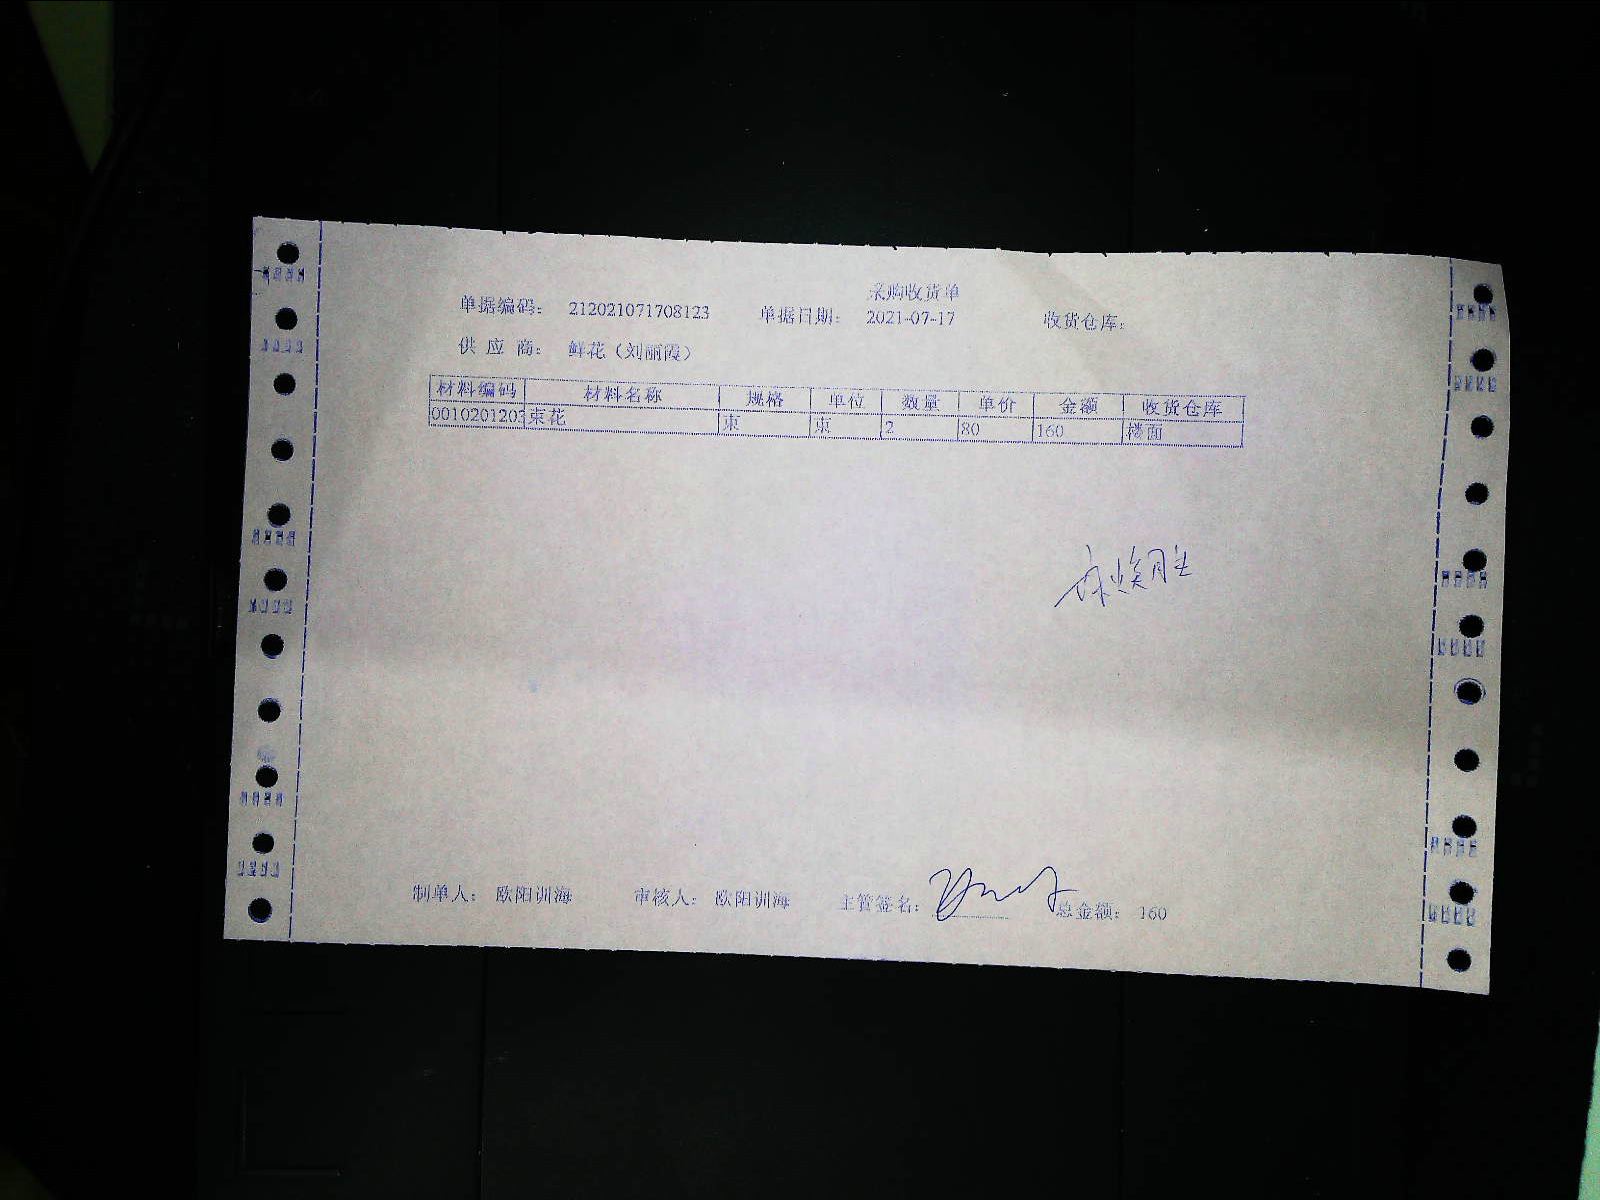 采购收货单
单据编码： 212021071708123 单据日期： 2021-07-17 收货仓库：
供 应 商： 鲜花（刘丽霞）
材料编码 材料名称 规格 单位 数量 单价 金额 收货仓库
0010201203 束花 束 束 2 80 160 楼面
制单人： 欧阳训海 审核人： 欧阳训海 主管签名： 总金额： 160